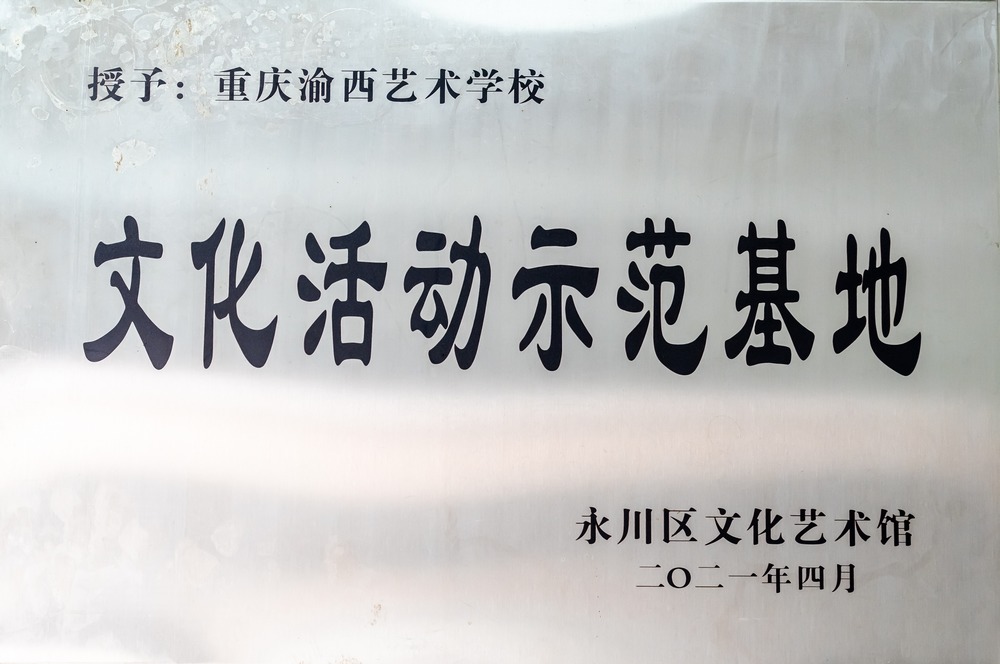 授予：重庆渝西艺术学校
文化活动示范基地
永川区文化艺术馆
二〇二一年四月